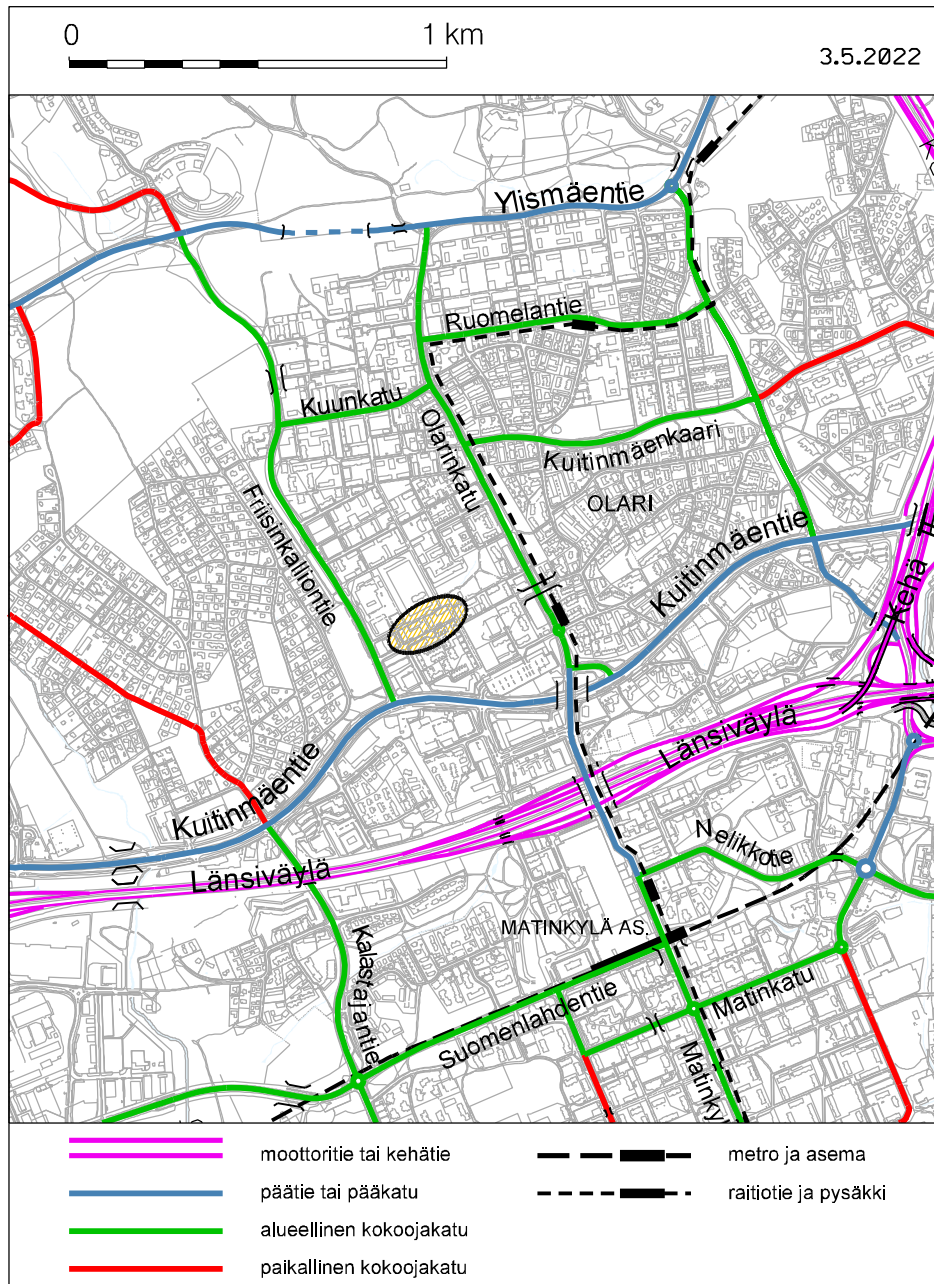 0
1 km
3.5.2022
Ylismäentie
Ruomelantie
Kuunkatu
Olarinkatu
Kuitinmäenkaari
Friisinkalliontie
OLARI
Kuitinmäentie
Kehä II
Länsiväylä
Kuitinmäentie
Nelikkotie
Länsiväylä
MATINKYLÄ AS.
Kalastajantie
Suomenlahdentie
Matinkatu
Matinky
moottoritie tai kehätie
metro ja asema
päätie tai pääkatu
raitiotie ja pysäkki
alueellinen kokoojakatu
paikallinen kokoojakatu